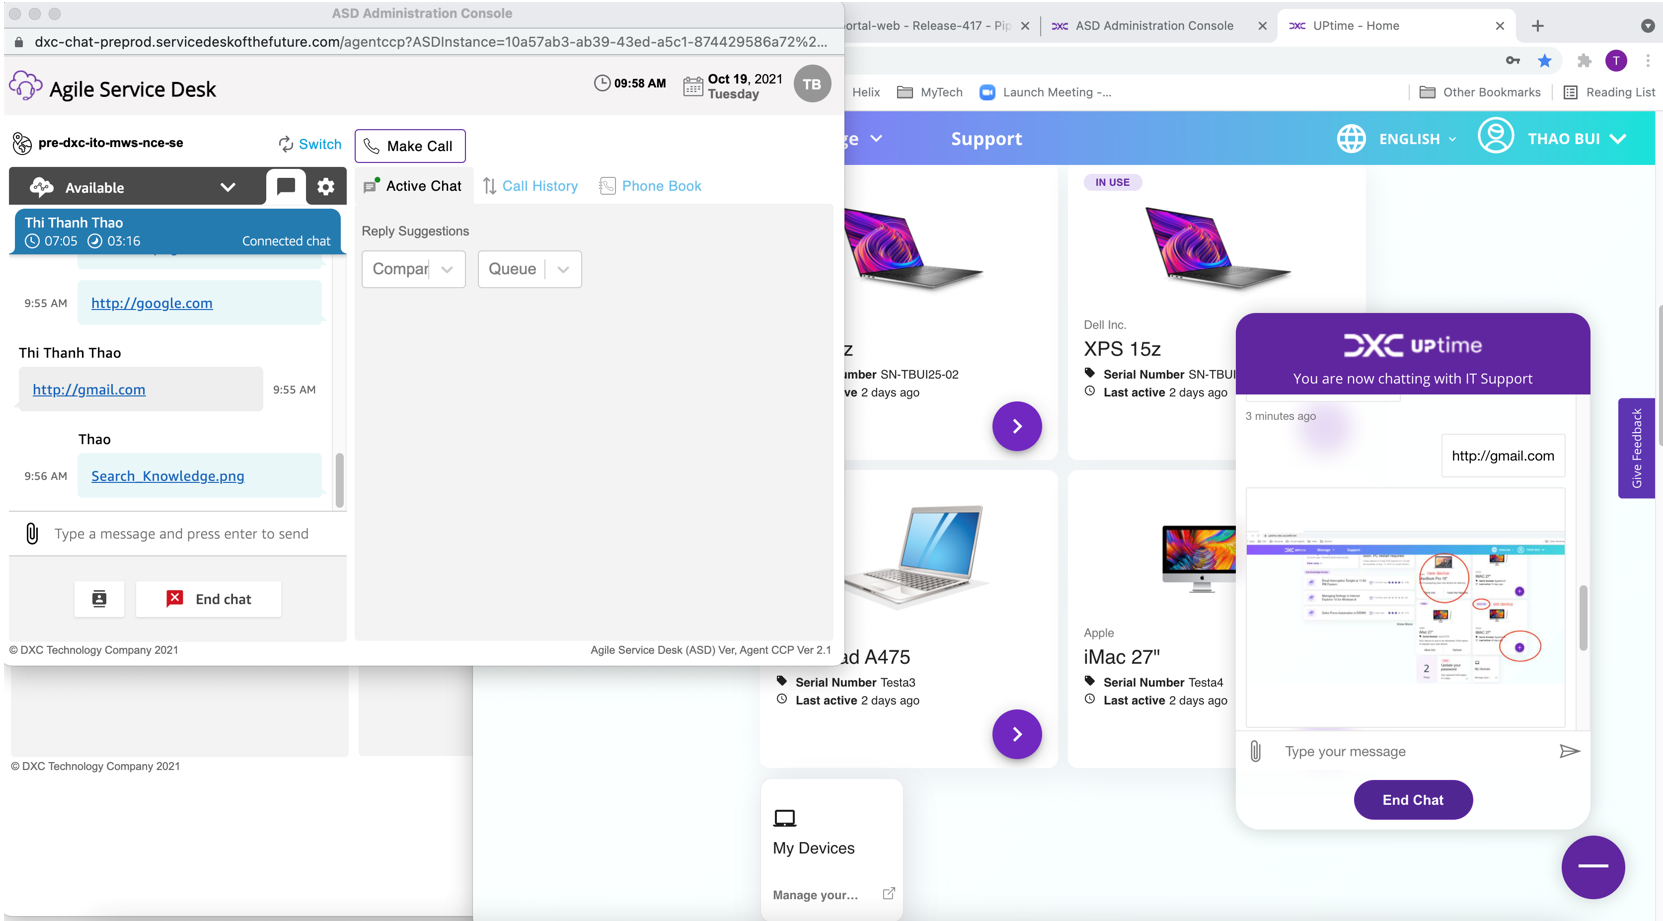 ASD Administration Console
dxc-chat-preprod.servicedeskofthefuture.com/agentccp?ASDInstance=10a57ab3-ab39-43ed-a5c1-874429586a72%2...
Agile Service Desk
09:58 AM
Oct 19, 2021
Tuesday
TB
pre-dxc-ito-mws-nce-se
Switch
Make Call
Available
Active Chat
Call History
Phone Book
Thi Thanh Thao
07:05 03:16 Connected chat
Reply Suggestions
Compar
Queue
9:55 AM
http://google.com
Thi Thanh Thao
http://gmail.com
9:55 AM
Thao
9:56 AM
Search_Knowledge.png
Type a message and press enter to send
End chat
© DXC Technology Company 2021
Agile Service Desk (ASD) Ver, Agent CCP Ver 2.1
© DXC Technology Company 2021
ortal-web - Release-417 - Pip
ASD Administration Console
UPtime - Home
T
Helix
MyTech
Launch Meeting -...
Other Bookmarks
Reading List
ge
Support
ENGLISH
THAO BUI
z
mber SN-TBUI25-02
ve 2 days ago
IN USE
Dell Inc.
XPS 15z
Serial Number SN-TBUI
Last active 2 days ago
ad A475
Serial Number Testa3
Last active 2 days ago
Apple
iMac 27"
Serial Number Testa4
Last active 2 days ago
My Devices
Manage your...
Give Feedback
DXC UPtime
You are now chatting with IT Support
3 minutes ago
http://gmail.com
Type your message
End Chat